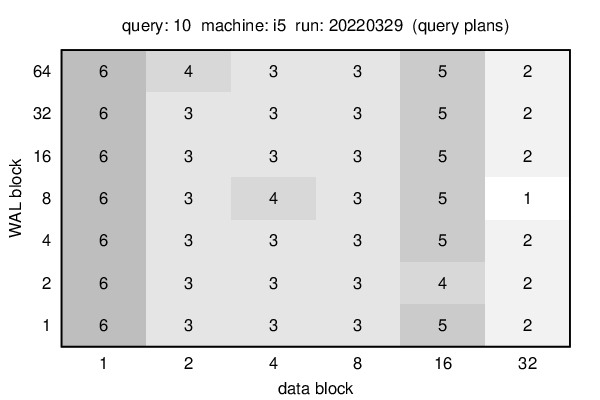 query: 10 machine: i5 run: 20220329 (query plans)
64 6 4 3 3 5 2
32 6 3 3 3 5 2
16 6 3 3 3 5 2
8 6 3 4 3 5 1
4 6 3 3 3 5 2
2 6 3 3 3 4 2
1 6 3 3 3 5 2
WAL block
1 2 4 8 16 32
data block